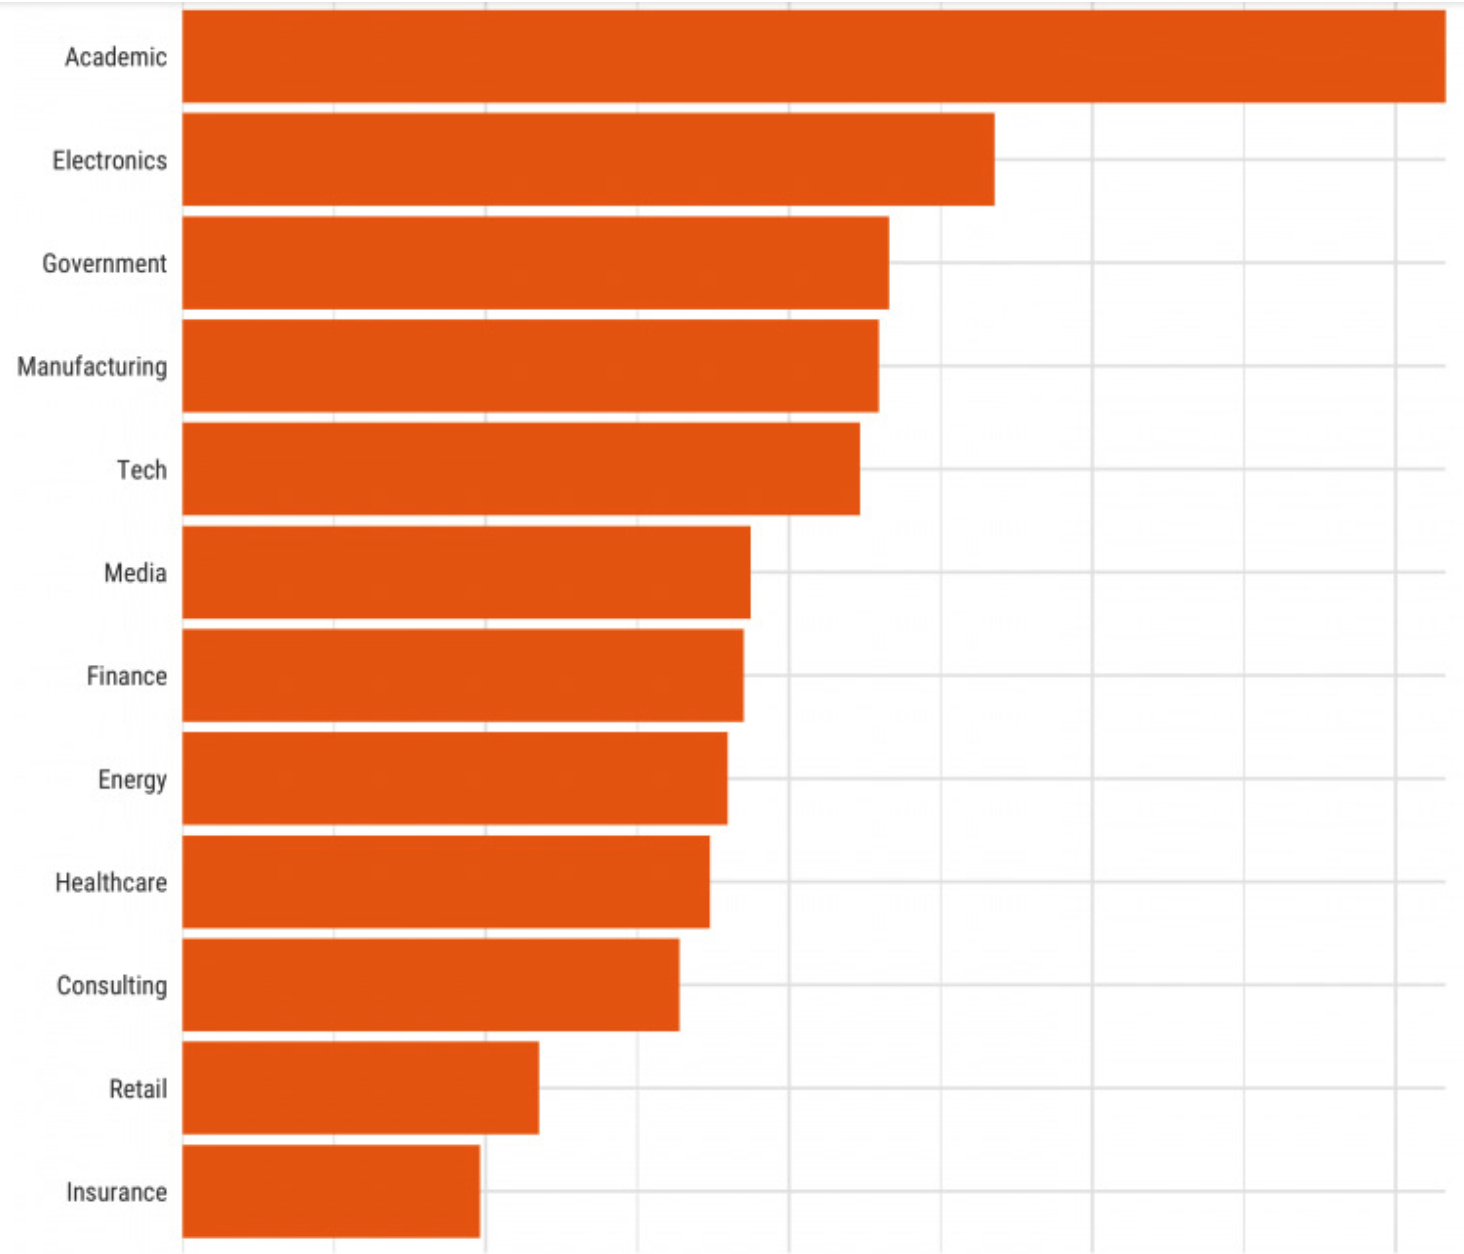 Academic
Electronics
Government
Manufacturing
Tech
Media
Finance
Energy
Healthcare
Consulting
Retail
Insurance